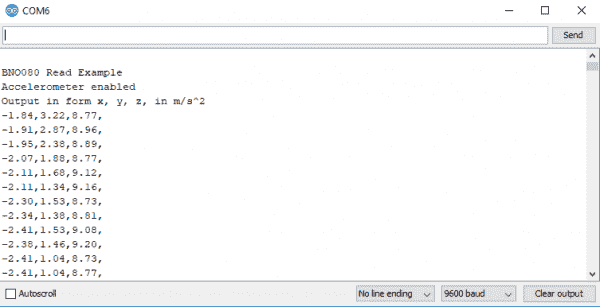 COM6
Send
BNO080 Read Example
Accelerometer enabled
Output in form x, y, z, in m/s^2
-1.84,3.22,8.77,
-1.91,2.87,8.96,
-1.95,2.38,8.89,
-2.07,1.88,8.77,
-2.11,1.68,9.12,
-2.11,1.34,9.16,
-2.30,1.53,8.73,
-2.34,1.38,8.81,
-2.41,1.53,9.08,
-2.38,1.46,9.20,
-2.41,1.04,8.73,
-2.41,1.04,8.77,
Autoscroll No line ending 9600 baud Clear output